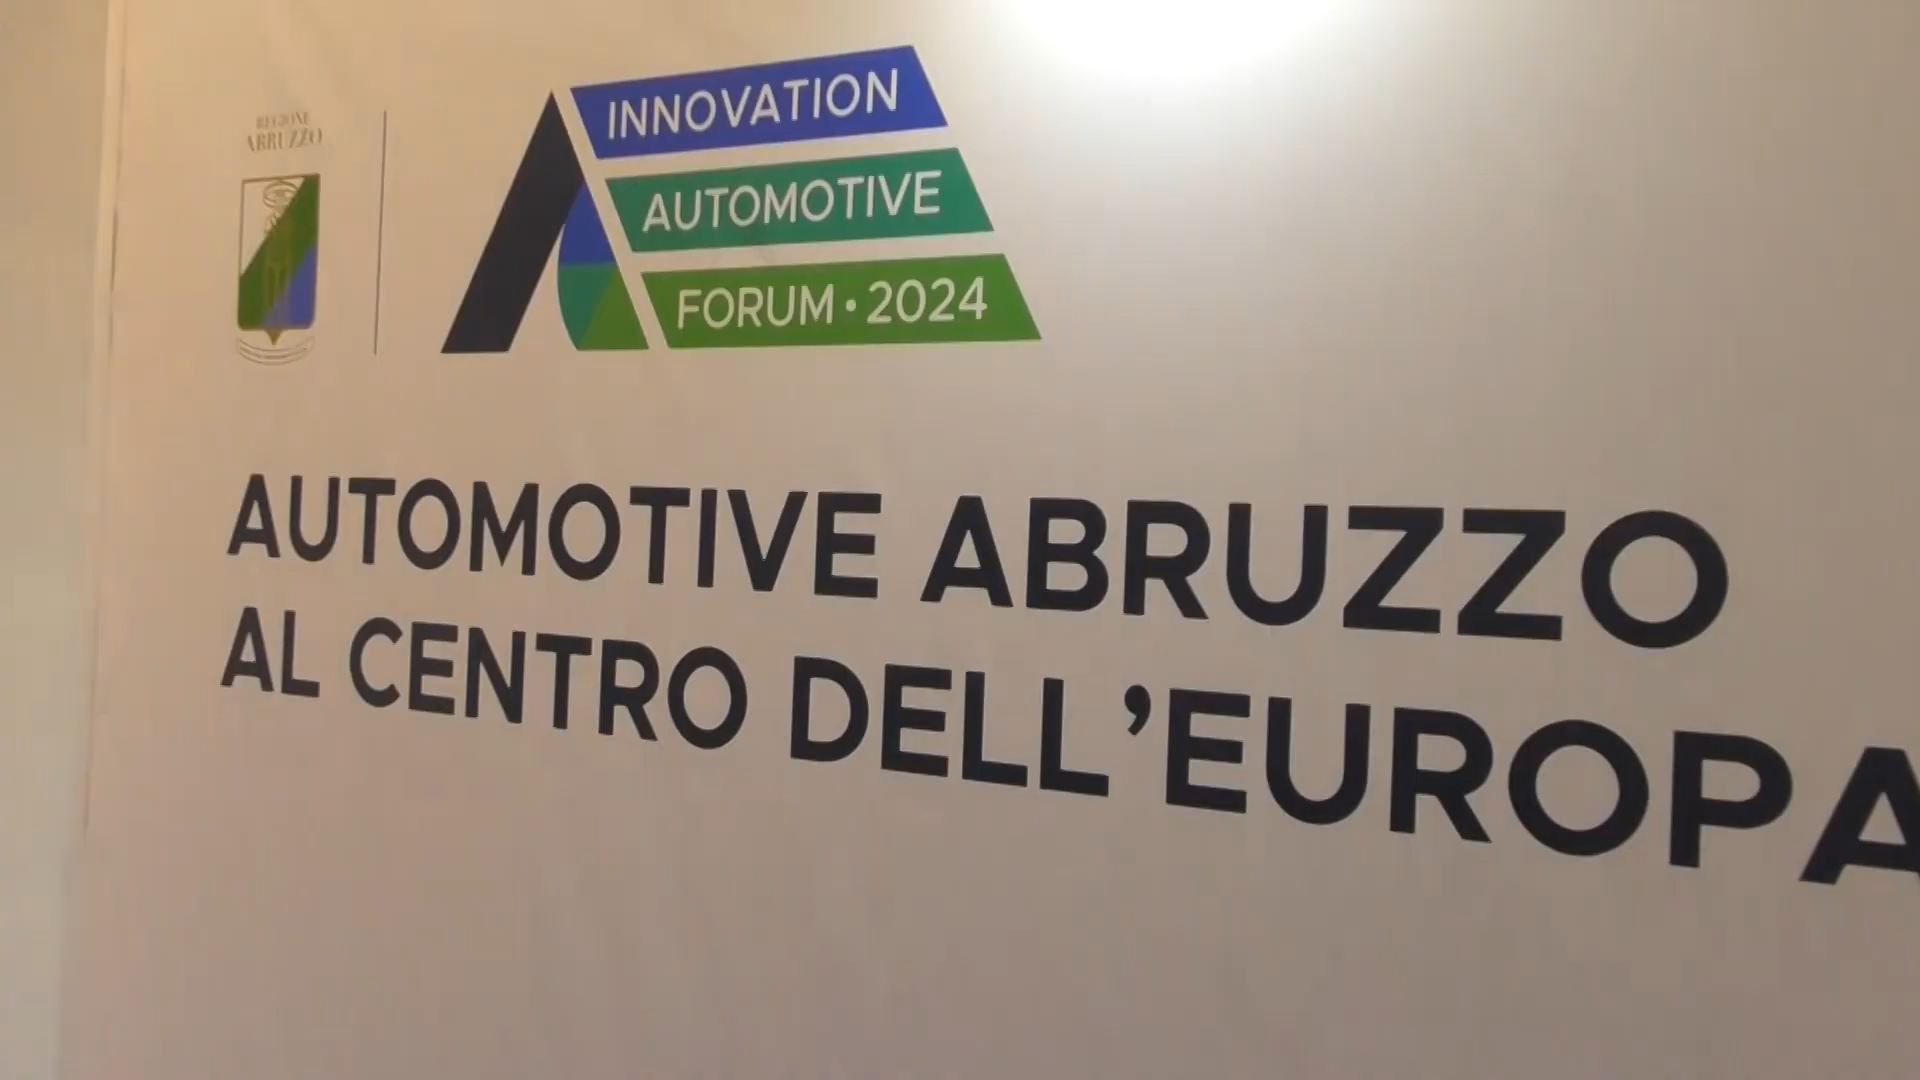 REGIONE
ABRUZZO
INNOVATION
AUTOMOTIVE
FORUM • 2024
AUTOMOTIVE ABRUZZO
AL CENTRO DELL'EUROPA